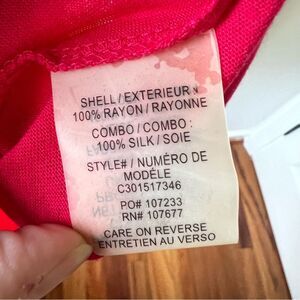 SHELL / EXTERIEUR
100% RAYON / RAYONNE
COMBO / COMBO :
100% SILK / SOIE
STYLE# / NUMÉRO DE
MODÈLE
C301517346
PO# 107233
RN# 107677
CARE ON REVERSE
ENTRETIEN AU VERSO